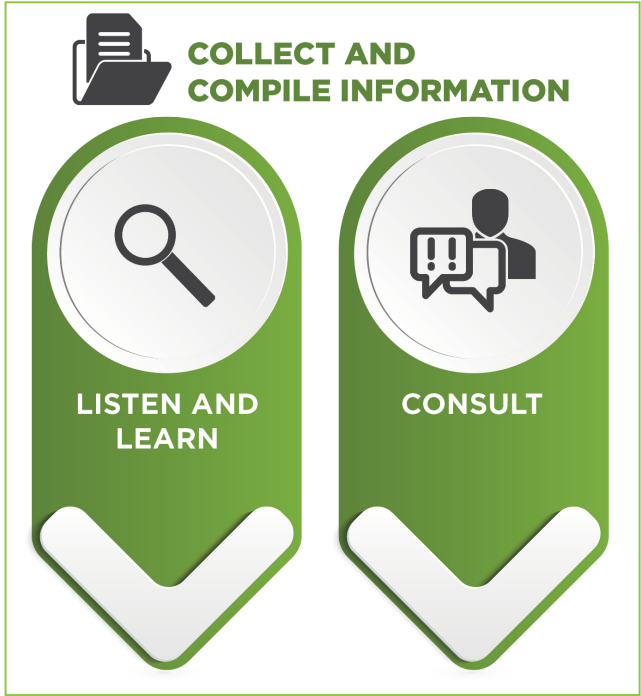 COLLECT AND
COMPILE INFORMATION
LISTEN AND
LEARN
CONSULT
!!